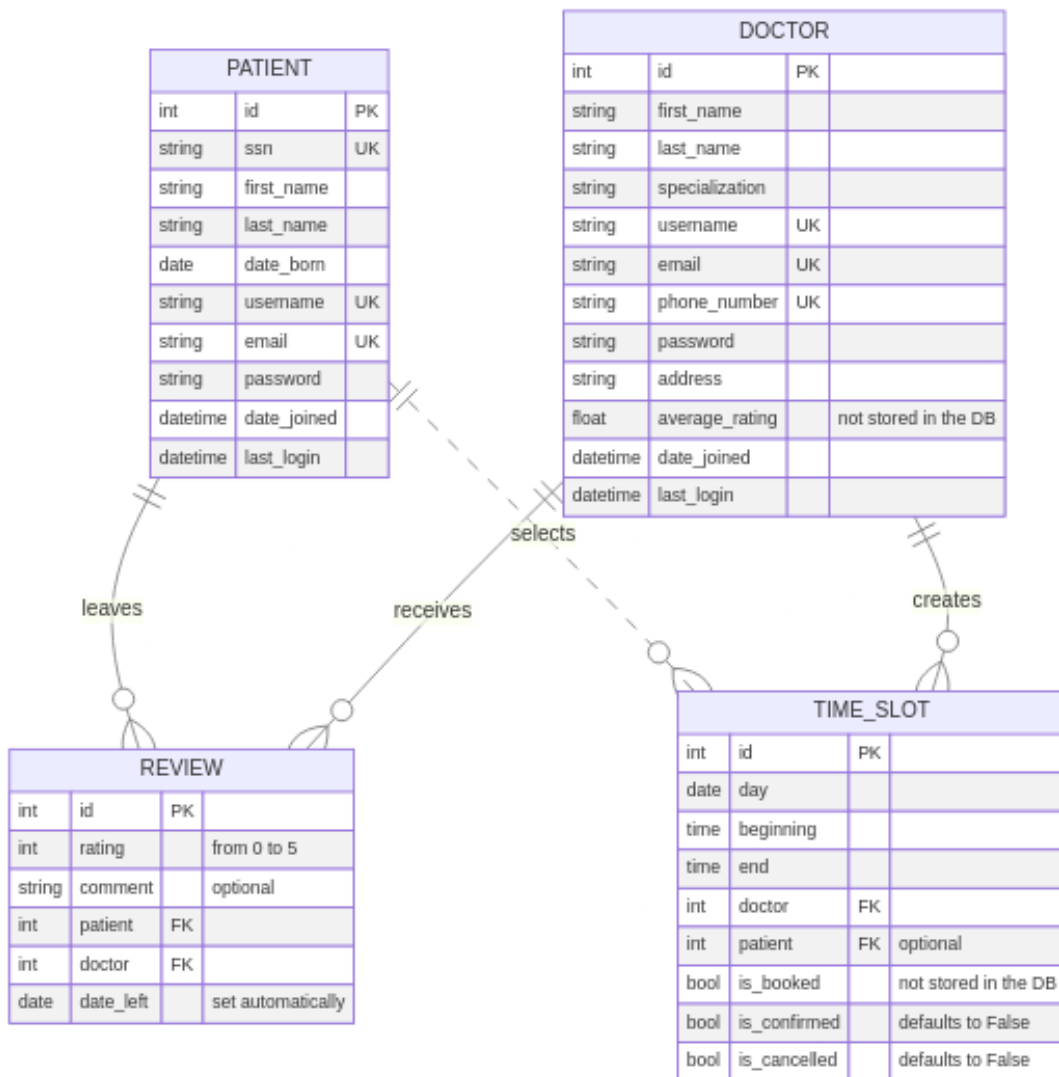 PATIENT
int id PK
string ssn UK
string first_name
string last_name
date date_born
string username UK
string email UK
string password
datetime date_joined
datetime last_login
DOCTOR
int id PK
string first_name
string last_name
string specialization
string username UK
string email UK
string phone_number UK
string password
string address
float average_rating not stored in the DB
datetime date_joined
datetime last_login
selects
leaves
receives
creates
REVIEW
int id PK
int rating from 0 to 5
string comment optional
int patient FK
int doctor FK
date date_left set automatically
TIME_SLOT
int id PK
date day
time beginning
time end
int doctor FK
int patient FK optional
bool is_booked not stored in the DB
bool is_confirmed defaults to False
bool is_cancelled defaults to False